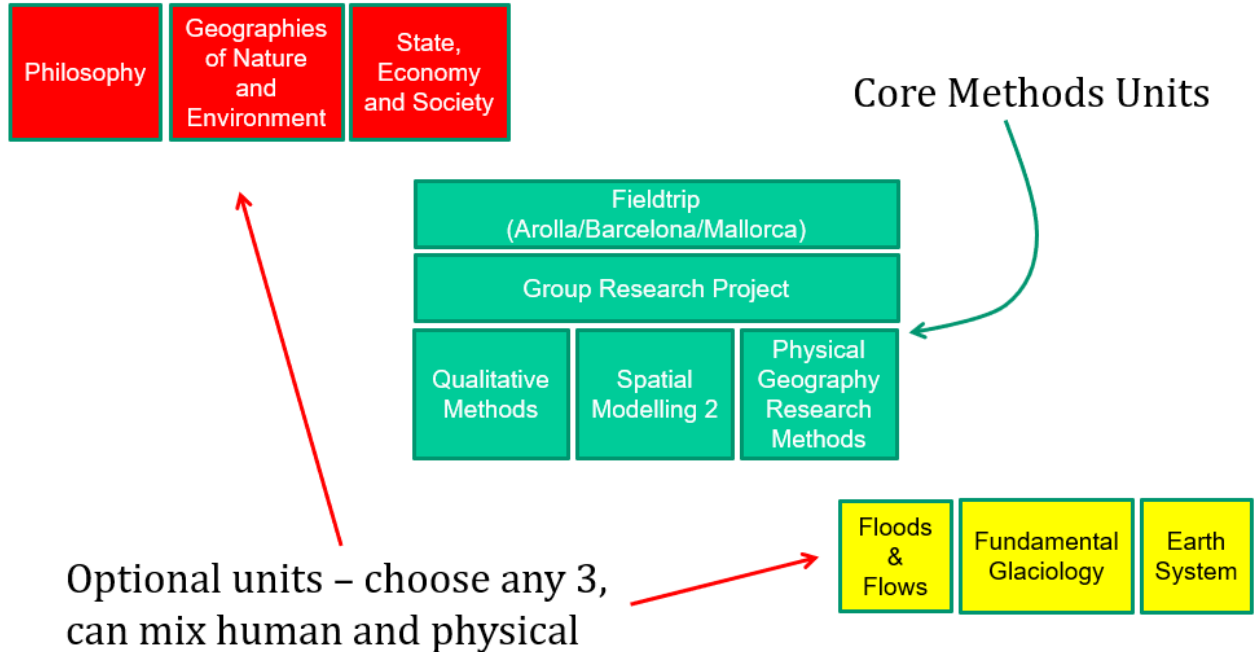 Philosophy
Geographies
of Nature
and
Environment
State,
Economy
and Society
Core Methods Units
Fieldtrip
(Arolla/Barcelona/Mallorca)
Group Research Project
Qualitative
Methods
Spatial
Modelling 2
Physical
Geography
Research
Methods
Floods
&
Flows
Fundamental
Glaciology
Earth
System
Optional units – choose any 3,
can mix human and physical